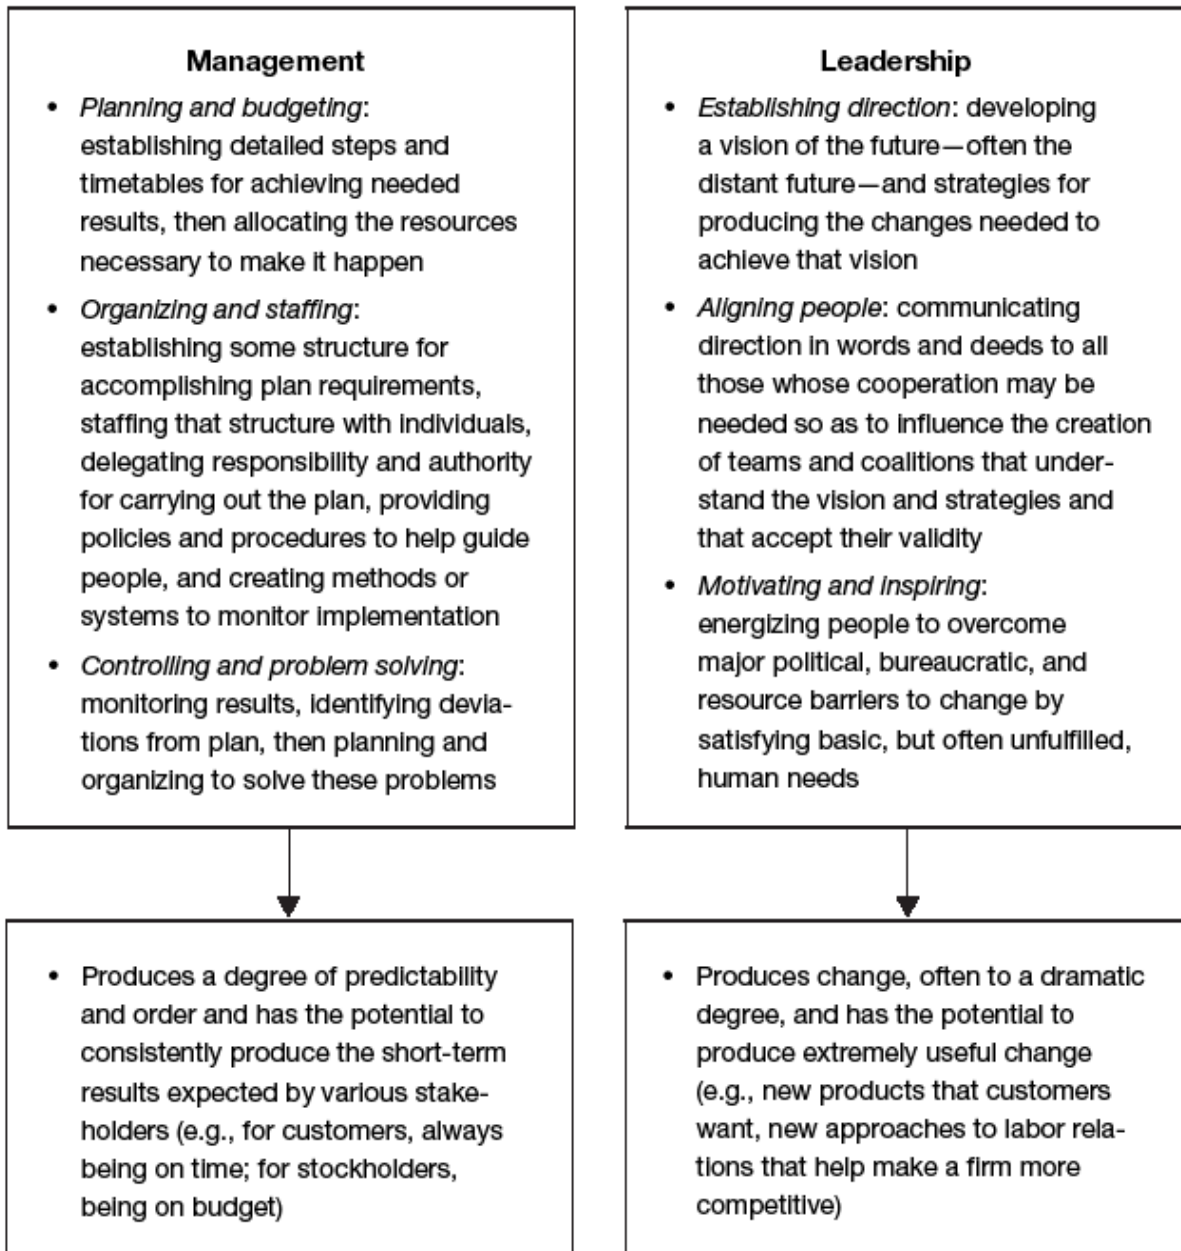 Management
• Planning and budgeting:
establishing detailed steps and
timetables for achieving needed
results, then allocating the resources
necessary to make it happen
• Organizing and staffing:
establishing some structure for
accomplishing plan requirements,
staffing that structure with individuals,
delegating responsibility and authority
for carrying out the plan, providing
policies and procedures to help guide
people, and creating methods or
systems to monitor implementation
• Controlling and problem solving:
monitoring results, identifying devia-
tions from plan, then planning and
organizing to solve these problems
Leadership
• Establishing direction: developing
a vision of the future—often the
distant future—and strategies for
producing the changes needed to
achieve that vision
• Aligning people: communicating
direction in words and deeds to all
those whose cooperation may be
needed so as to influence the creation
of teams and coalitions that under-
stand the vision and strategies and
that accept their validity
• Motivating and inspiring:
energizing people to overcome
major political, bureaucratic, and
resource barriers to change by
satisfying basic, but often unfulfilled,
human needs
• Produces a degree of predictability
and order and has the potential to
consistently produce the short-term
results expected by various stake-
holders (e.g., for customers, always
being on time; for stockholders,
being on budget)
• Produces change, often to a dramatic
degree, and has the potential to
produce extremely useful change
(e.g., new products that customers
want, new approaches to labor rela-
tions that help make a firm more
competitive)